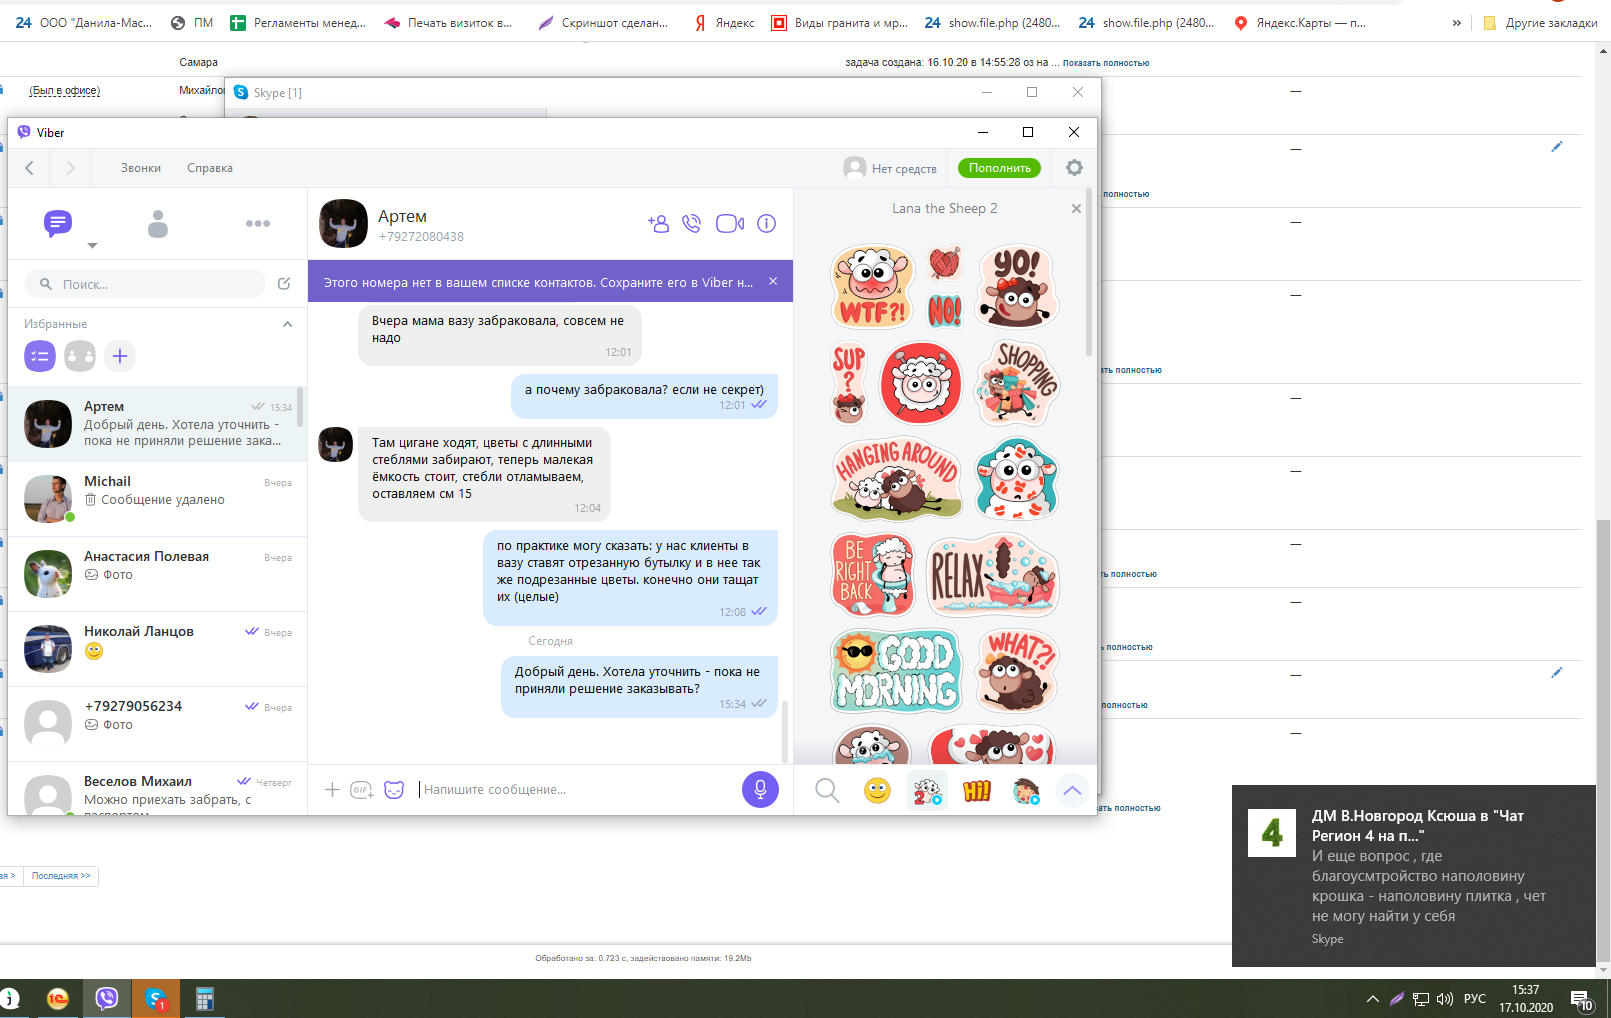 24 ООО "Данила-Мас...
ПМ
Регламенты менед...
Печать визиток в...
Скриншот сделан...
Яндекс
Виды гранита и мр...
24 show.file.php (2480...
24 show.file.php (2480...
Яндекс.Карты — п...
»
Другие закладки
Самара
задача создана: 16.10.20 в 14:55:28 оз на ... Показать полностью
(Был в офисе)
Михайлов
Skype [1]
Viber
Звонки
Справка
Нет средств
Пополнить
Артем
+79272080438
Lana the Sheep 2
Поиск...
Этого номера нет в вашем списке контактов. Сохраните его в Viber н...
Избранные
Вчера мама вазу забраковала, совсем не
надо
12:01
а почему забраковала? если не секрет)
12:01
Артем
15:34
Добрый день. Хотела уточнить -
пока не приняли решение зака...
Там цигане ходят, цветы с длинными
стеблями забирают, теперь малекая
ёмкость стоит, стебли отламываем,
оставляем см 15
12:04
Michail
Вчера
Сообщение удалено
по практике могу сказать: у нас клиенты в
вазу ставят отрезанную бутылку и в нее так
же подрезанные цветы. конечно они тащат
их (целые)
12:08
Анастасия Полевая
Вчера
Фото
Сегодня
Николай Ланцов
Вчера
Добрый день. Хотела уточнить - пока не
приняли решение заказывать?
15:34
+79279056234
Вчера
Фото
Веселов Михаил
Четверг
Можно приехать забрать, с
паспортом
GIF
Напишите сообщение...
WTF?!
NO!
YO!
SUP
?
SHOPPING
HANGING AROUND
BE
RIGHT
BACK
RELAX
GOOD
MORNING
WHAT?!
2
Hi!
полностью
ать полностью
ть полностью
ь полностью
полностью
ать полностью
ая >
Последняя >>
4
ДМ В.Новгород Ксюша в "Чат
Регион 4 на п..."
И еще вопрос , где
благоусмтройство наполовину
крошка - наполовину плитка , чет
не могу найти у себя
Skype
Обработано за: 0.723 с, задействовано памяти: 19.2Mb
1
РУС
15:37
17.10.2020
10